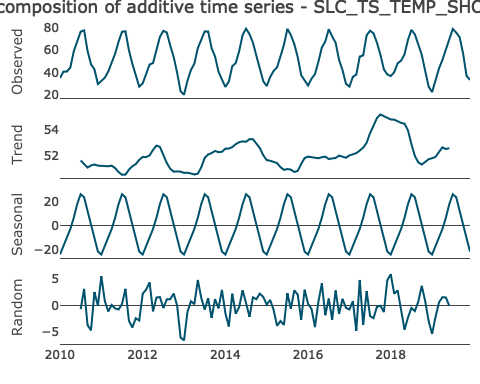 composition of additive time series - SLC_TS_TEMP_SHO
Observed
80
60
40
20
Trend
54
52
Seasonal
20
0
−20
Random
5
0
−5
2010 2012 2014 2016 2018